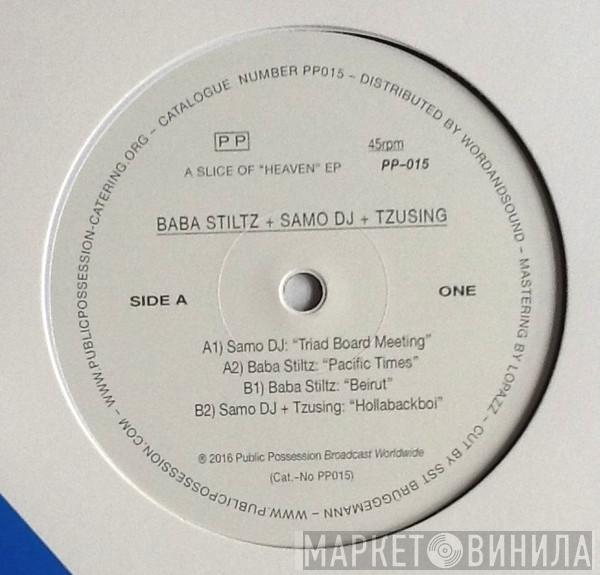 WWW.PUBLICPOSSESSION.COM – WWW.PUBLICPOSSESSION-CATERING.ORG – CATALOGUE NUMBER PP015 – DISTRIBUTED BY WORDANDSOUND – MASTERING BY LOPAZZ – CUT BY SST BRÜGGEMANN –
PP
45rpm
A SLICE OF "HEAVEN" EP
PP-015
BABA STILTZ + SAMO DJ + TZUSING
SIDE A
ONE
A1) Samo DJ: "Triad Board Meeting"
A2) Baba Stiltz: "Pacific Times"
B1) Baba Stiltz: "Beirut"
B2) Samo DJ + Tzusing: "Hollabackboi"
℗ 2016 Public Possession Broadcast Worldwide
(Cat.-No PP015)
МАРКЕТ ВИНИЛА